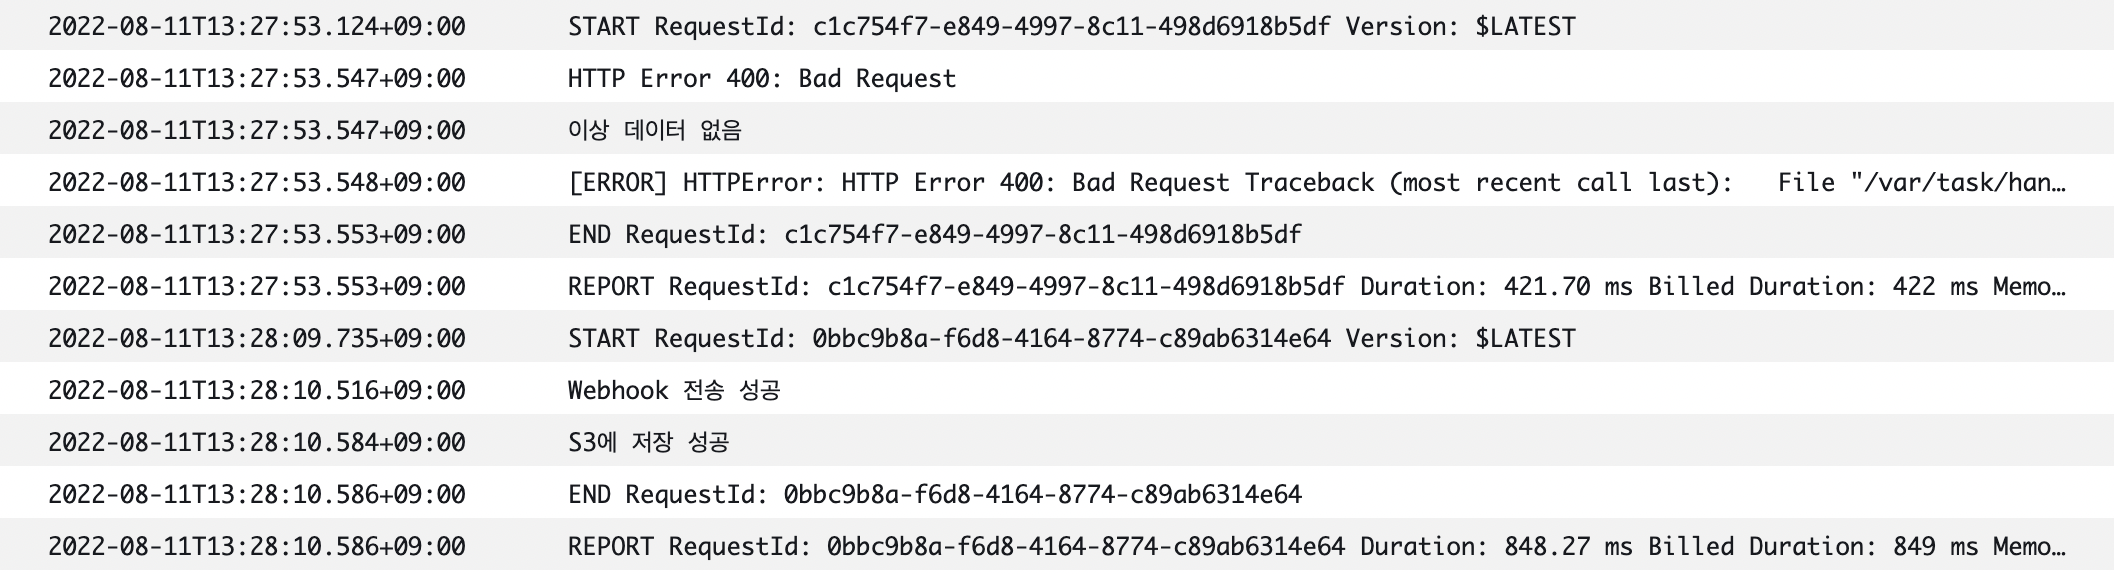 2022-08-11T13:27:53.124+09:00 START RequestId: c1c754f7-e849-4997-8c11-498d6918b5df Version: $LATEST
2022-08-11T13:27:53.547+09:00 HTTP Error 400: Bad Request
2022-08-11T13:27:53.547+09:00 이상 데이터 없음
2022-08-11T13:27:53.548+09:00 [ERROR] HTTPError: HTTP Error 400: Bad Request Traceback (most recent call last): File "/var/task/han…
2022-08-11T13:27:53.553+09:00 END RequestId: c1c754f7-e849-4997-8c11-498d6918b5df
2022-08-11T13:27:53.553+09:00 REPORT RequestId: c1c754f7-e849-4997-8c11-498d6918b5df Duration: 421.70 ms Billed Duration: 422 ms Memo…
2022-08-11T13:28:09.735+09:00 START RequestId: 0bbc9b8a-f6d8-4164-8774-c89ab6314e64 Version: $LATEST
2022-08-11T13:28:10.516+09:00 Webhook 전송 성공
2022-08-11T13:28:10.584+09:00 S3에 저장 성공
2022-08-11T13:28:10.586+09:00 END RequestId: 0bbc9b8a-f6d8-4164-8774-c89ab6314e64
2022-08-11T13:28:10.586+09:00 REPORT RequestId: 0bbc9b8a-f6d8-4164-8774-c89ab6314e64 Duration: 848.27 ms Billed Duration: 849 ms Memo…